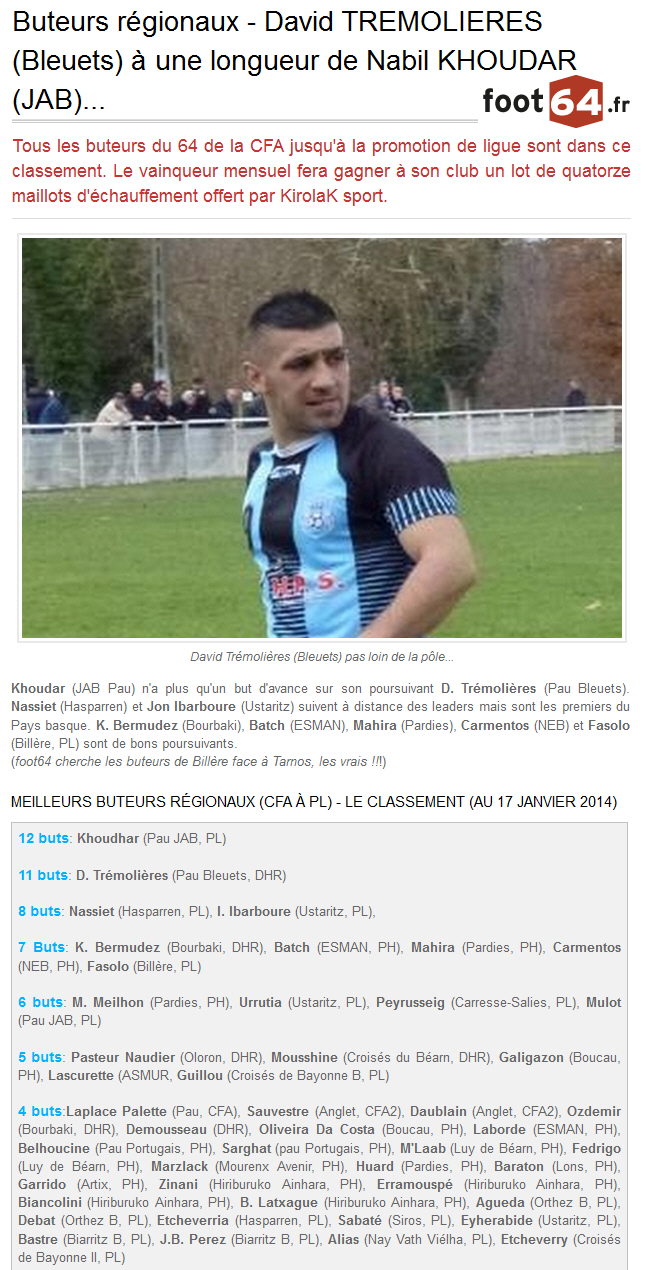 Buteurs régionaux - David TREMOLIERES
(Bleuets) à une longueur de Nabil KHOUDAR
(JAB)...
foot64.fr
Tous les buteurs du 64 de la CFA jusqu'à la promotion de ligue sont dans ce
classement. Le vainqueur mensuel fera gagner à son club un lot de quatorze
maillots d'échauffement offert par KirolaK sport.
H.P. S.
David Trémolières (Bleuets) pas loin de la pôle...
Khoudar (JAB Pau) n'a plus qu'un but d'avance sur son poursuivant D. Trémolières (Pau Bleuets).
Nassiet (Hasparren) et Jon Ibarboure (Ustaritz) suivent à distance des leaders mais sont les premiers du
Pays basque. K. Bermudez (Bourbaki), Batch (ESMAN), Mahira (Pardies), Carmentos (NEB) et Fasolo
(Billère, PL) sont de bons poursuivants.
(foot64 cherche les buteurs de Billère face à Tarnos, les vrais !!!)
MEILLEURS BUTEURS RÉGIONAUX (CFA À PL) - LE CLASSEMENT (AU 17 JANVIER 2014)
12 buts: Khoudhar (Pau JAB, PL)
11 buts: D. Trémolières (Pau Bleuets, DHR)
8 buts: Nassiet (Hasparren, PL), I. Ibarboure (Ustaritz, PL),
7 Buts: K. Bermudez (Bourbaki, DHR), Batch (ESMAN, PH), Mahira (Pardies, PH), Carmentos
(NEB, PH), Fasolo (Billère, PL)
6 buts: M. Meilhon (Pardies, PH), Urrutia (Ustaritz, PL), Peyrusseig (Carresse-Salies, PL), Mulot
(Pau JAB, PL)
5 buts: Pasteur Naudier (Oloron, DHR), Mousshine (Croisés du Béarn, DHR), Galigazon (Boucau,
PH), Lascurette (ASMUR, Guillou (Croisés de Bayonne B, PL)
4 buts:Laplace Palette (Pau, CFA), Sauvestre (Anglet, CFA2), Daublain (Anglet, CFA2), Ozdemir
(Bourbaki, DHR), Demousseau (DHR), Oliveira Da Costa (Boucau, PH), Laborde (ESMAN, PH),
Belhoucine (Pau Portugais, PH), Sarghat (pau Portugais, PH), M'Laab (Luy de Béarn, PH), Fedrigo
(Luy de Béarn, PH), Marzlack (Mourenx Avenir, PH), Huard (Pardies, PH), Baraton (Lons, PH),
Garrido (Artix, PH), Zinani (Hiriburuko Ainhara, PH), Erramouspé (Hiriburuko Ainhara, PH),
Biancolini (Hiriburuko Ainhara, PH), B. Latxague (Hiriburuko Ainhara, PH), Agueda (Orthez B, PL),
Debat (Orthez B, PL), Etcheverria (Hasparren, PL), Sabaté (Siros, PL), Eyherabide (Ustaritz, PL),
Bastre (Biarritz B, PL), J.B. Perez (Biarritz B, PL), Alias (Nay Vath Viélha, PL), Etcheverry (Croisés
de Bayonne II, PL)